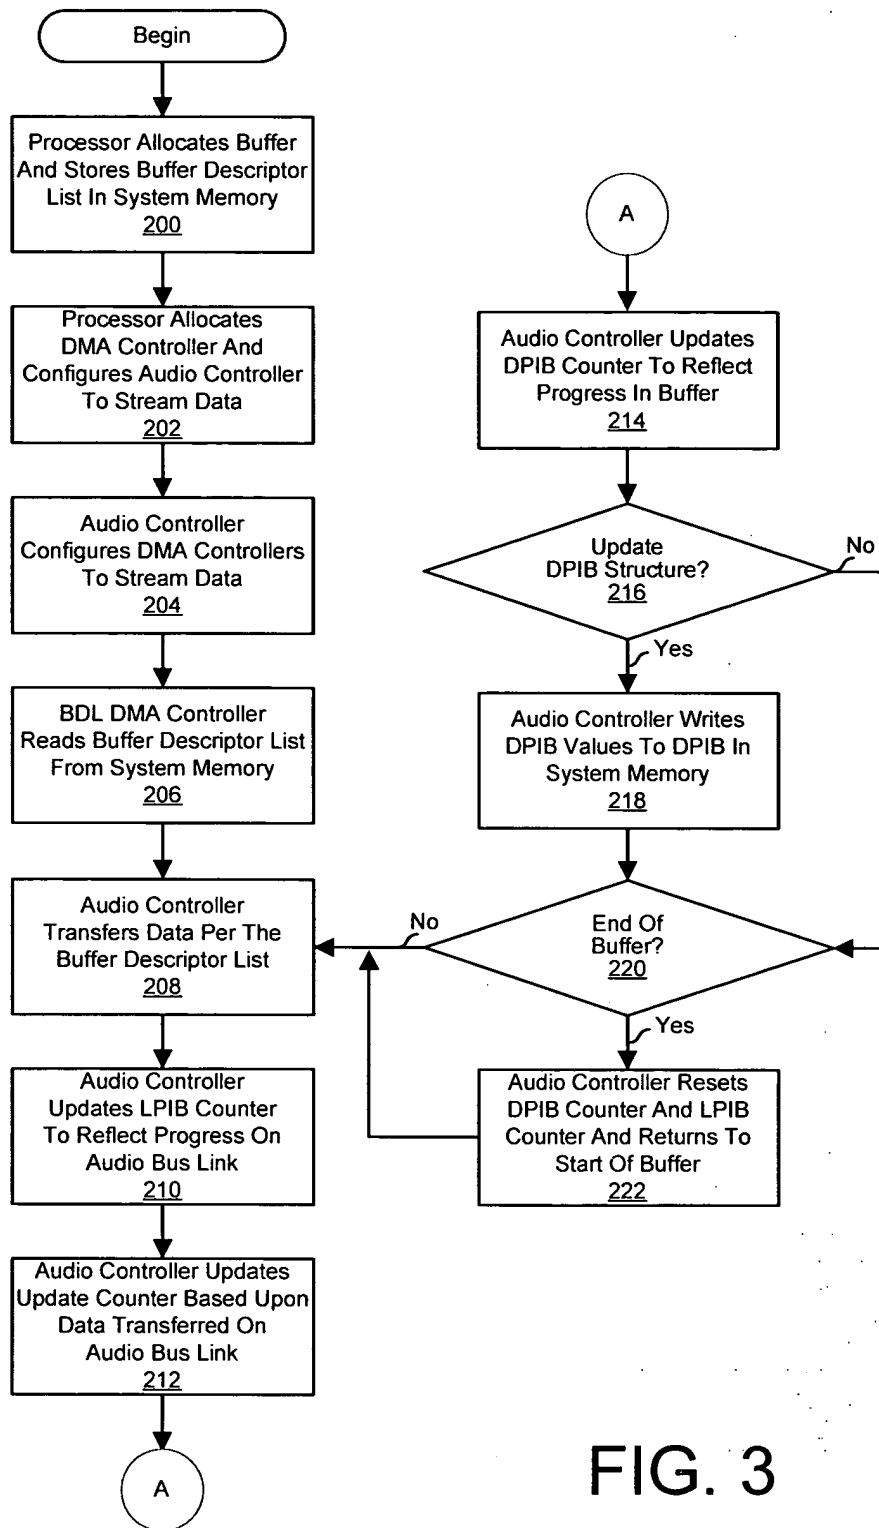 Begin
Processor Allocates Buffer
And Stores Buffer Descriptor
List In System Memory
200
Processor Allocates
DMA Controller And
Configures Audio Controller
To Stream Data
202
Audio Controller
Configures DMA Controllers
To Stream Data
204
BDL DMA Controller
Reads Buffer Descriptor List
From System Memory
206
Audio Controller
Transfers Data Per The
Buffer Descriptor List
208
Audio Controller
Updates LPIB Counter
To Reflect Progress On
Audio Bus Link
210
Audio Controller Updates
Update Counter Based Upon
Data Transferred On
Audio Bus Link
212
A
A
Audio Controller Updates
DPIB Counter To Reflect
Progress In Buffer
214
Update
DPIB Structure?
216
No
Yes
Audio Controller Writes
DPIB Values To DPIB In
System Memory
218
End Of
Buffer?
220
No
Yes
Audio Controller Resets
DPIB Counter And LPIB
Counter And Returns To
Start Of Buffer
222
FIG. 3